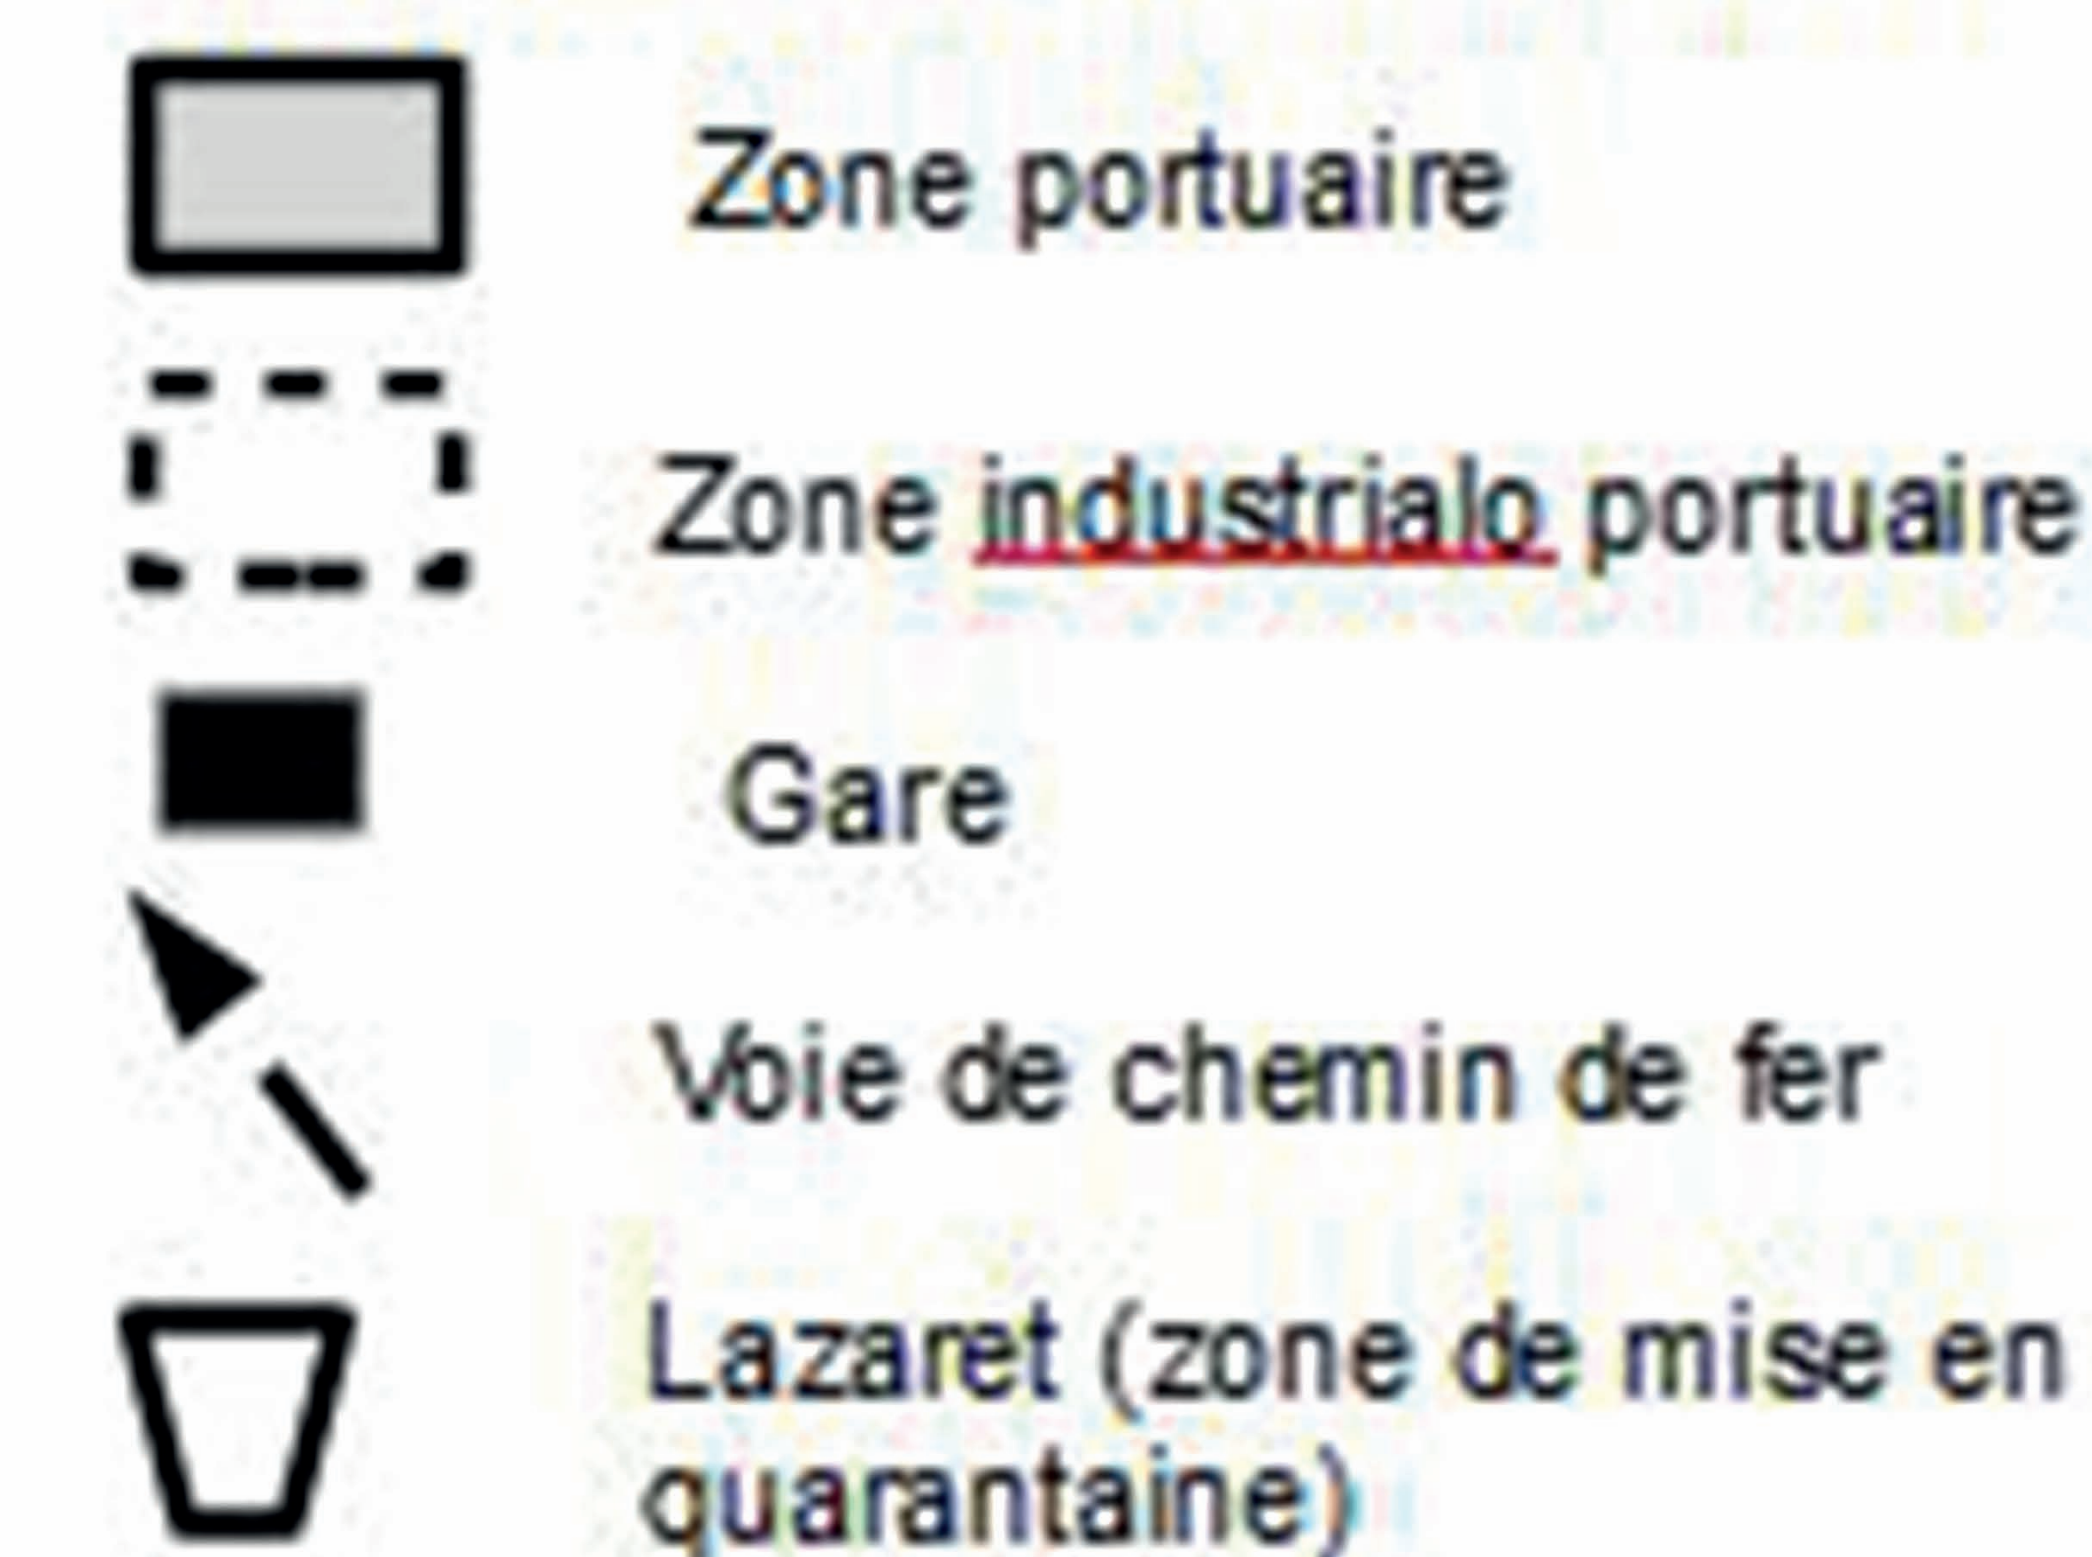 Zone portuaire
Zone industrialo portuaire
Gare
Voie de chemin de fer
Lazaret (zone de mise en
quarantaine)